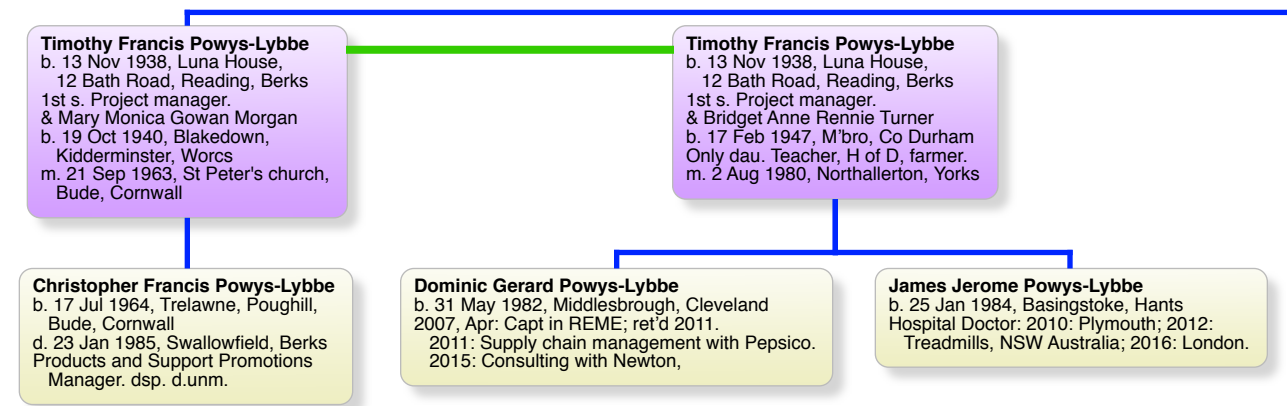 Timothy Francis Powys-Lybbe
b. 13 Nov 1938, Luna House,
12 Bath Road, Reading, Berks
1st s. Project manager.
& Mary Monica Gowan Morgan
b. 19 Oct 1940, Blakedown,
Kidderminster, Worcs
m. 21 Sep 1963, St Peter's church,
Bude, Cornwall
Timothy Francis Powys-Lybbe
b. 13 Nov 1938, Luna House,
12 Bath Road, Reading, Berks
1st s. Project manager.
& Bridget Anne Rennie Turner
b. 17 Feb 1947, M'bro, Co Durham
Only dau. Teacher, H of D, farmer.
m. 2 Aug 1980, Northallerton, Yorks
Christopher Francis Powys-Lybbe
b. 17 Jul 1964, Trelawne, Poughill,
Bude, Cornwall
d. 23 Jan 1985, Swallowfield, Berks
Products and Support Promotions
Manager. dsp. d.unm.
Dominic Gerard Powys-Lybbe
b. 31 May 1982, Middlesbrough, Cleveland
2007, Apr: Capt in REME; ret'd 2011.
2011: Supply chain management with Pepsico.
2015: Consulting with Newton,
James Jerome Powys-Lybbe
b. 25 Jan 1984, Basingstoke, Hants
Hospital Doctor: 2010: Plymouth; 2012:
Treadmills, NSW Australia; 2016: London.